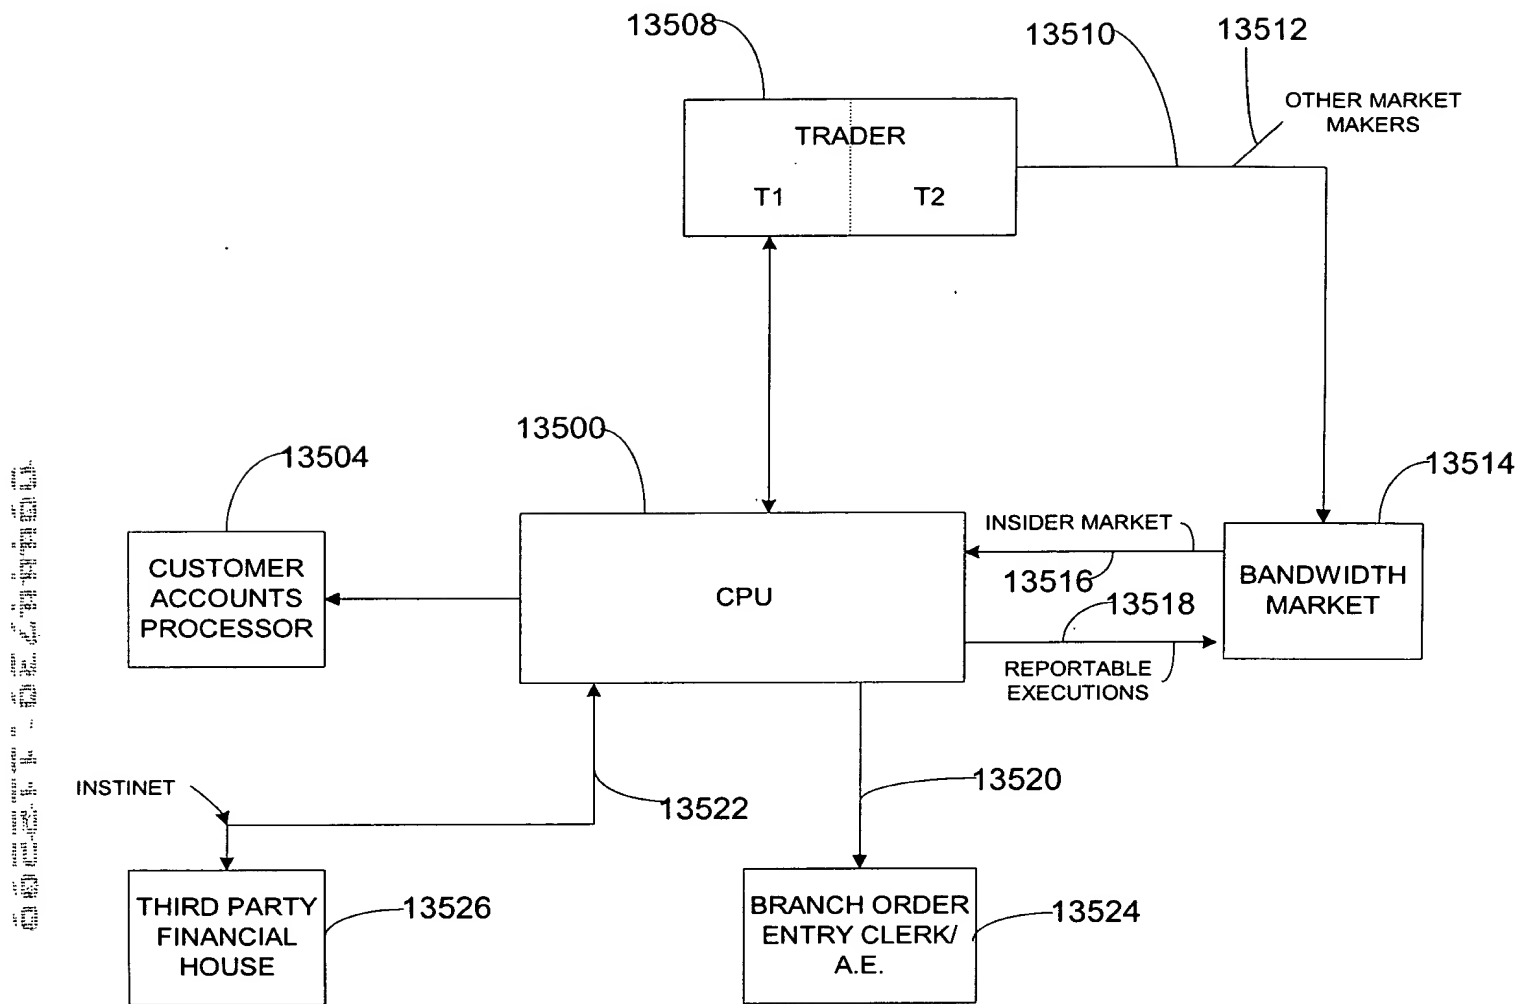 13508
13510
13512
OTHER MARKET
MAKERS
TRADER
T1
T2
13500
13504
13514
CUSTOMER
ACCOUNTS
PROCESSOR
CPU
INSIDER MARKET
13516
13518
REPORTABLE
EXECUTIONS
BANDWIDTH
MARKET
INSTINET
13522
13520
THIRD PARTY
FINANCIAL
HOUSE
13526
BRANCH ORDER
ENTRY CLERK/
A.E.
13524